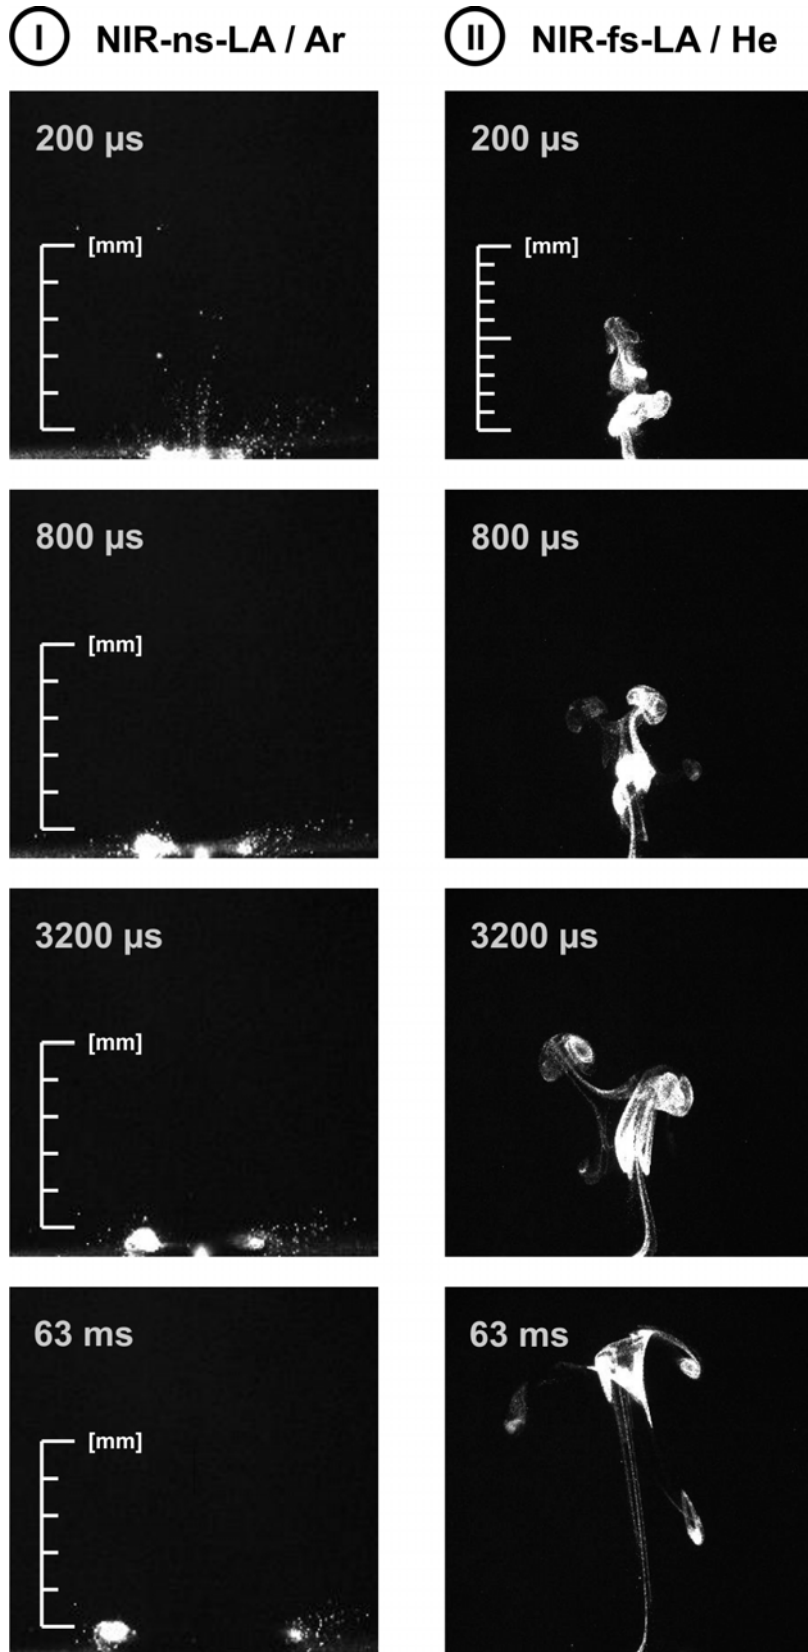 I NIR-ns-LA / Ar
II NIR-fs-LA / He
200 µs
[mm]
200 µs
[mm]
800 µs
[mm]
800 µs
3200 µs
[mm]
3200 µs
63 ms
[mm]
63 ms